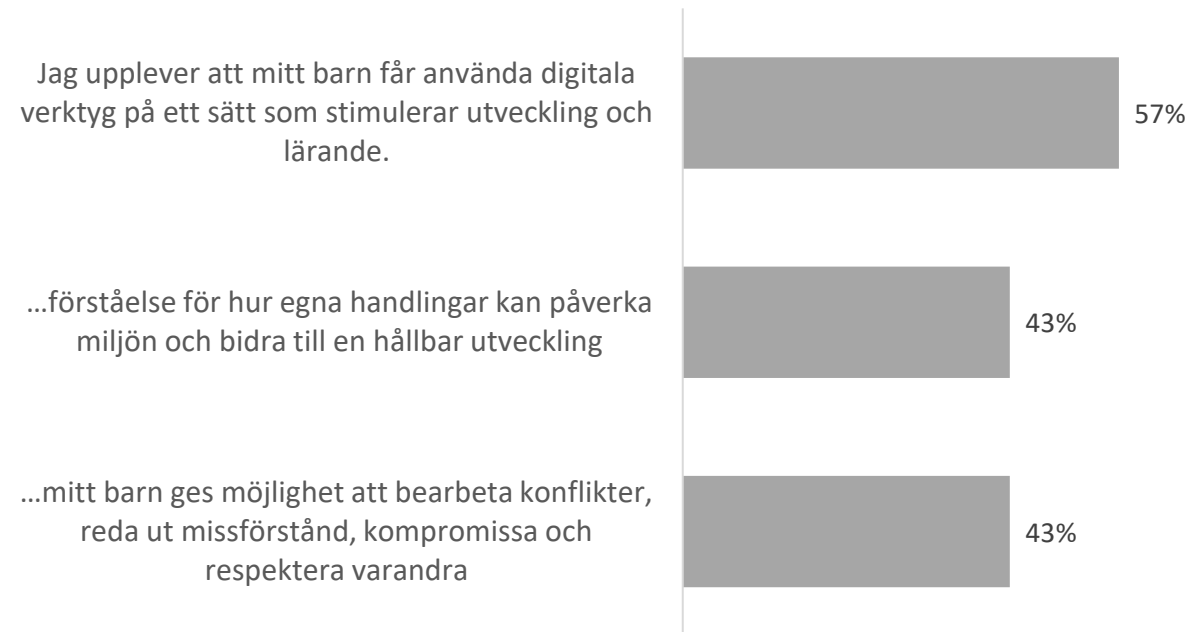 Jag upplever att mitt barn får använda digitala
verktyg på ett sätt som stimulerar utveckling och
lärande.
57%
…förståelse för hur egna handlingar kan påverka
miljön och bidra till en hållbar utveckling
43%
…mitt barn ges möjlighet att bearbeta konflikter,
reda ut missförstånd, kompromissa och
respektera varandra
43%